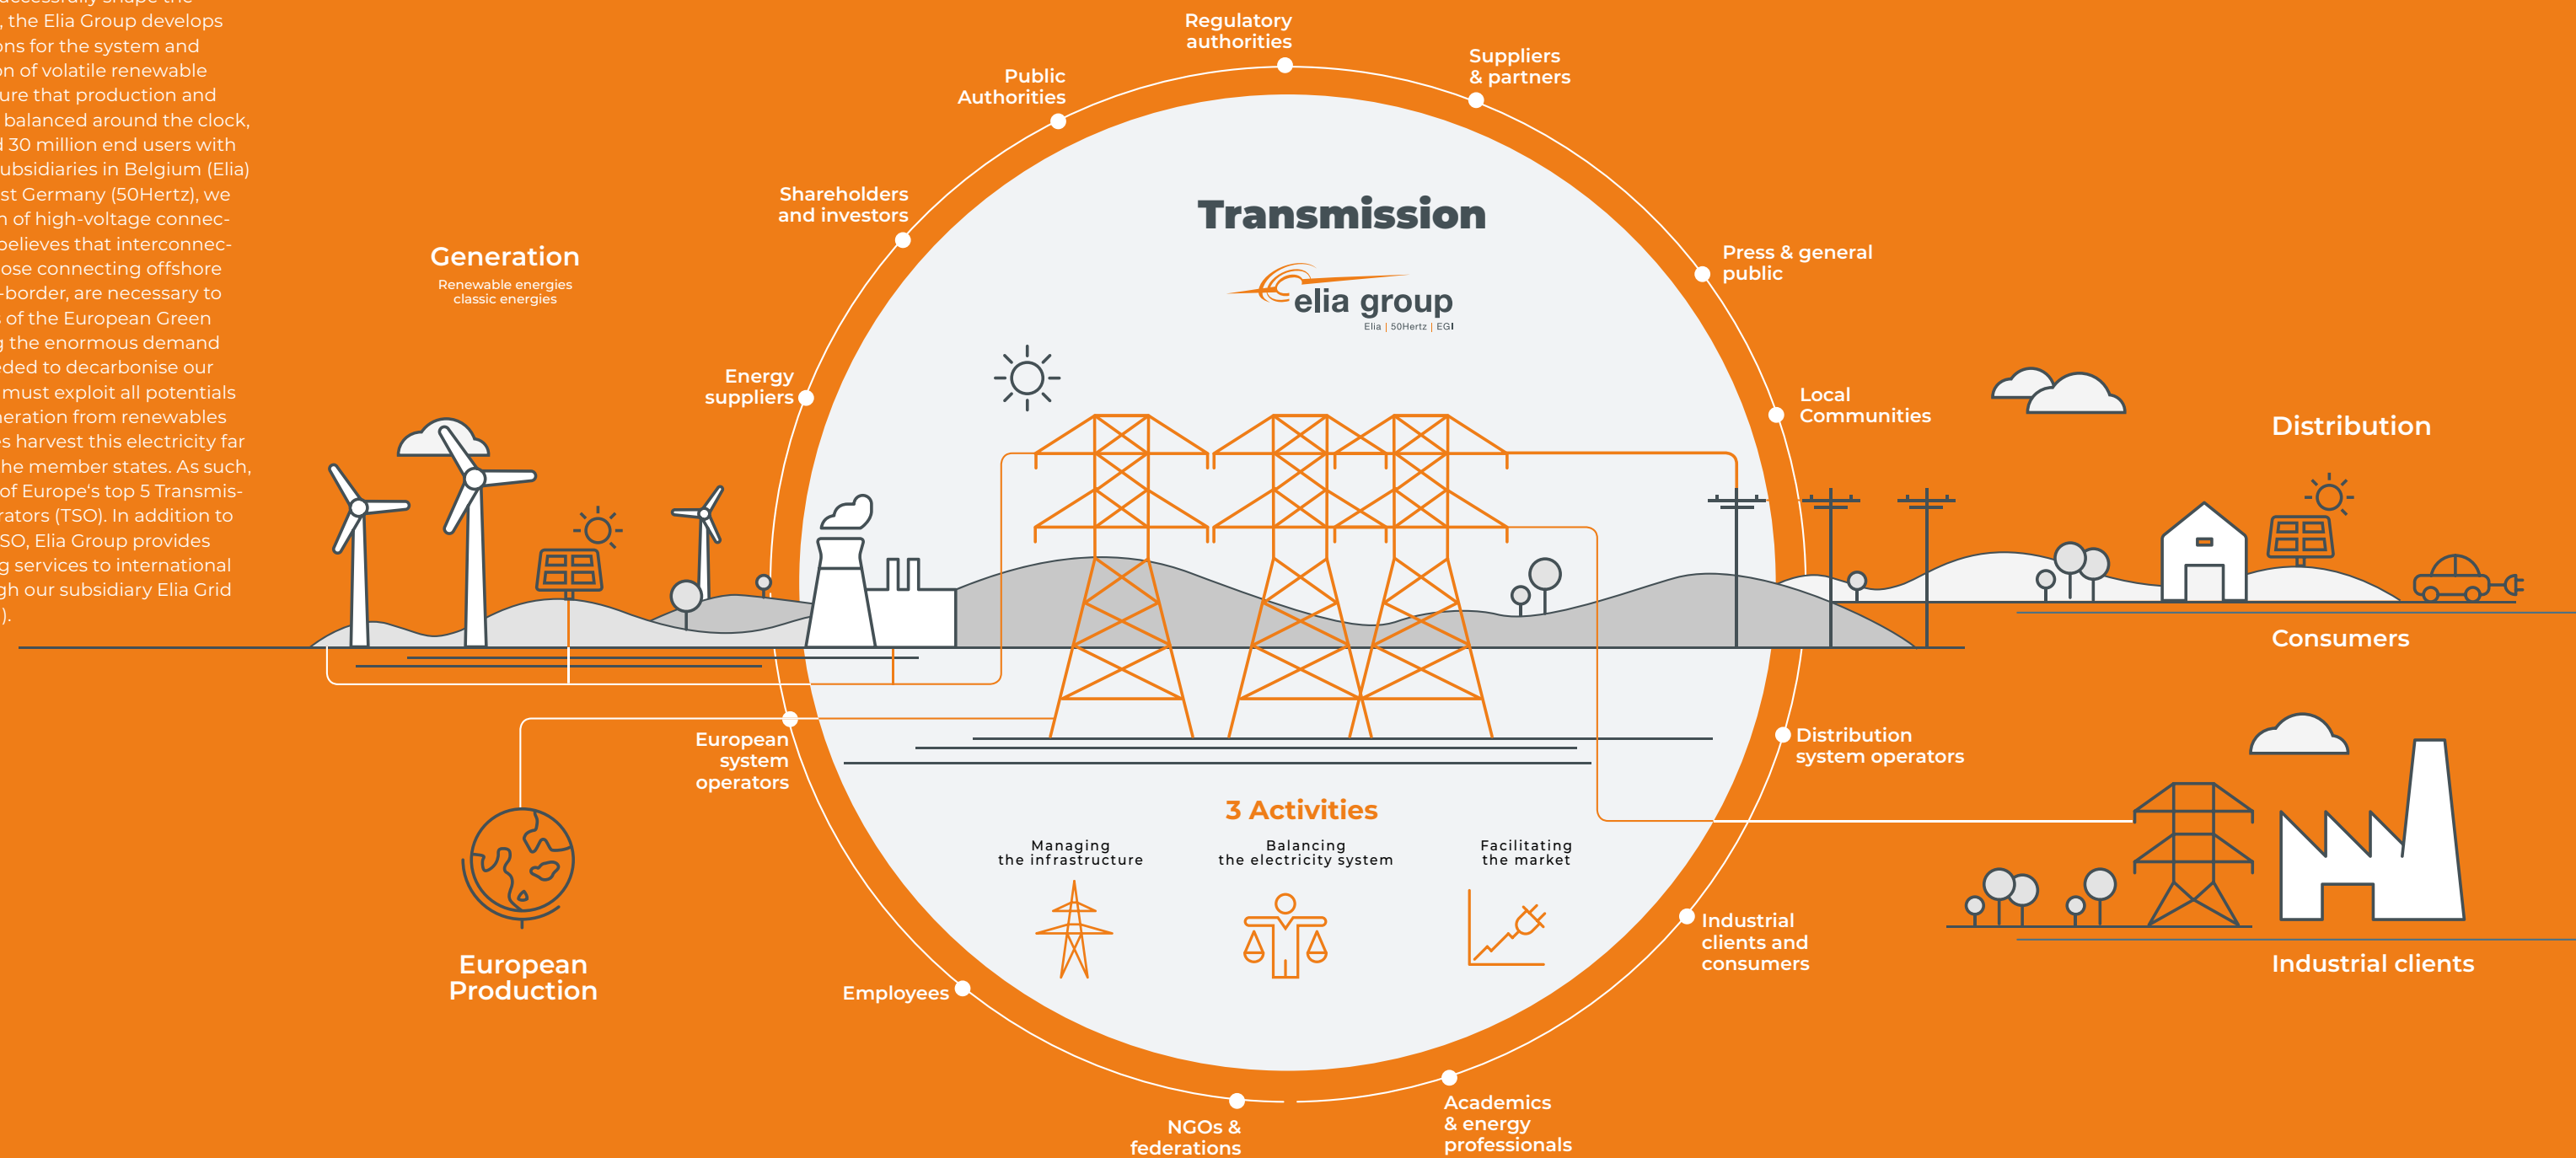 , the Elia Group develops
ons for the system and
on of volatile renewable
ure that production and
balanced around the clock,
d 30 million end users with
ubsidiaries in Belgium (Elia)
st Germany (50Hertz), we
n of high-voltage connec-
believes that interconnec-
ose connecting offshore
-border, are necessary to
s of the European Green
g the enormous demand
ded to decarbonise our
must exploit all potentials
neration from renewables
es harvest this electricity far
he member states. As such,
of Europe's top 5 Transmis-
rators (TSO). In addition to
SO, Elia Group provides
g services to international
gh our subsidiary Elia Grid
).
Generation
Renewable energies
classic energies
Regulatory
authorities
Public
Authorities
Shareholders
and investors
Energy
suppliers
European
system
operators
Employees
NGOs &
federations
Suppliers
& partners
Press & general
public
Local
Communities
Distribution
system operators
Industrial
clients and
consumers
Academics
& energy
professionals
Transmission
elia group
Elia | 50Hertz | EGI
3 Activities
Managing
the infrastructure
Balancing
the electricity system
Facilitating
the market
European
Production
Distribution
Consumers
Industrial clients